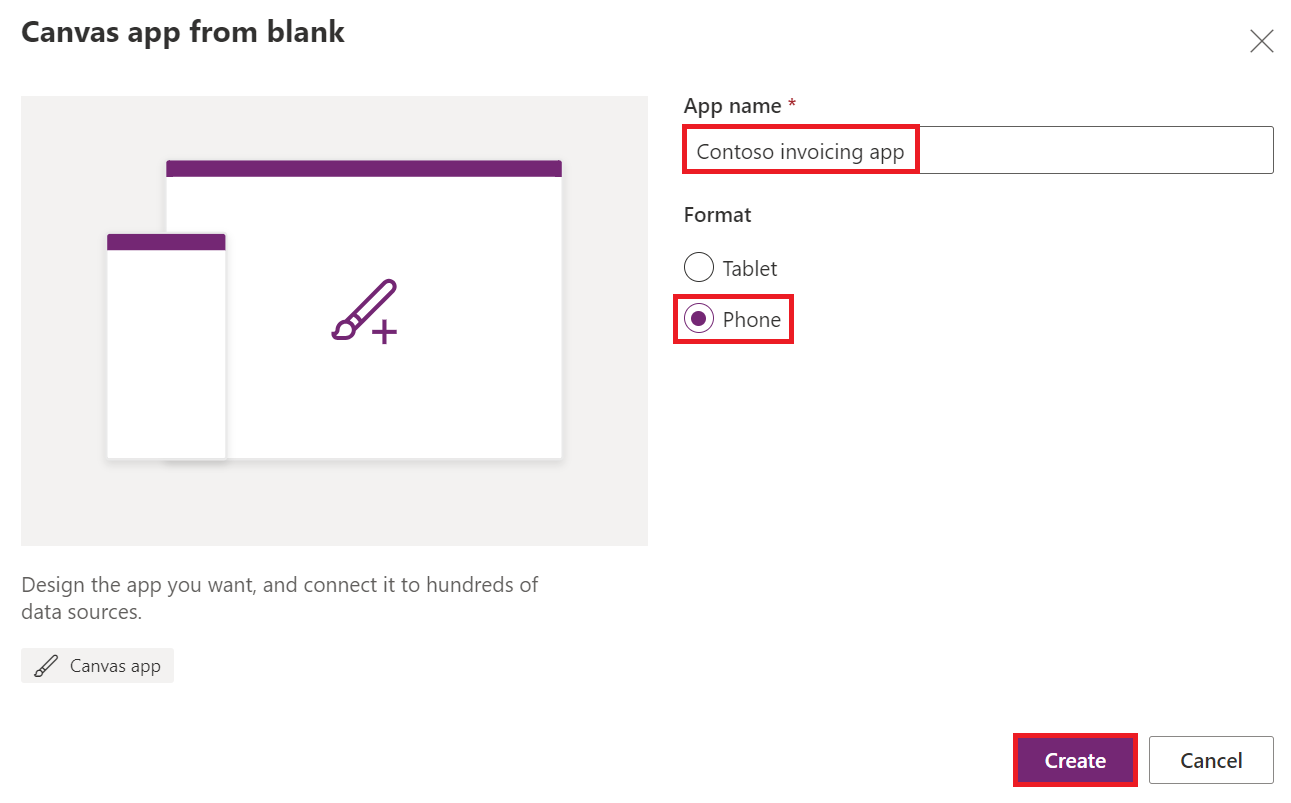 Canvas app from blank
App name *
Contoso invoicing app
Format
Tablet
Phone
Design the app you want, and connect it to hundreds of
data sources.
Canvas app
Create
Cancel